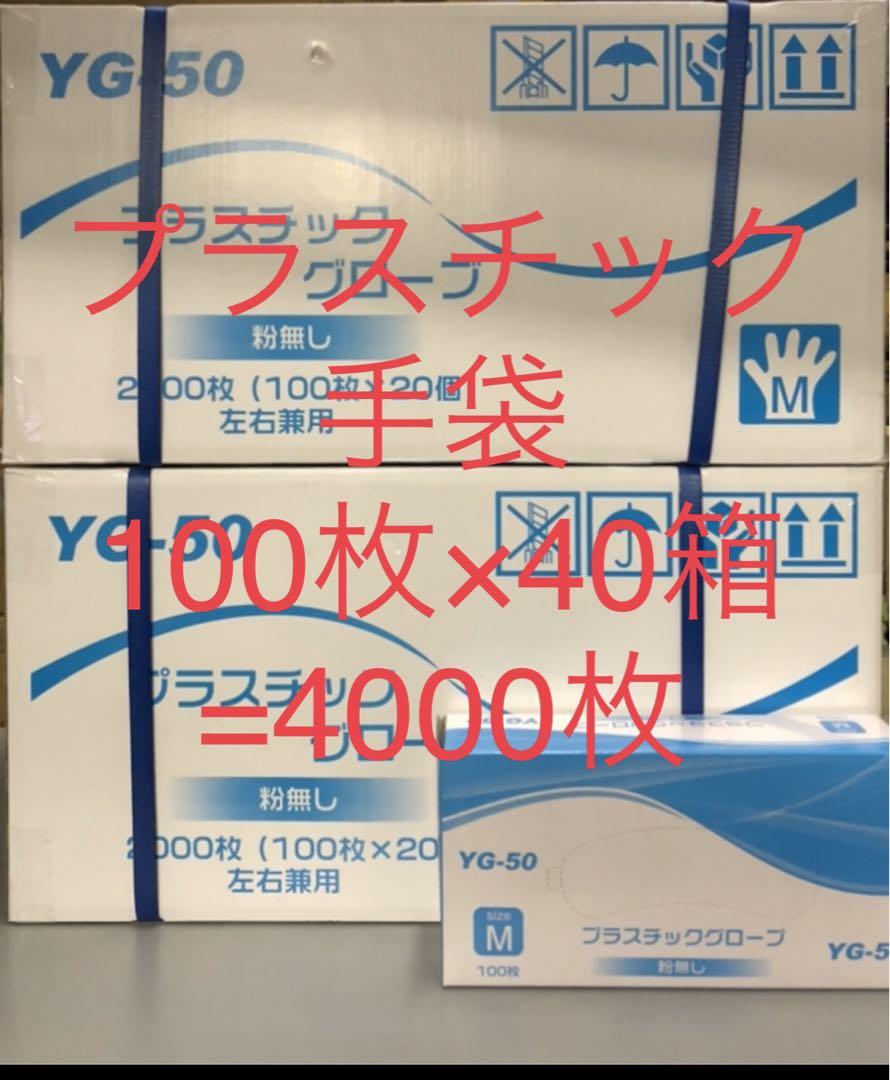 YG-50
プラスチック
グローブ
粉無し
2000枚（100枚×20個
左右兼用
M
プラスチック
手袋
100枚×40箱
=4000枚
YG-50
プラスチック
グロー
粉無し
2000枚（100枚×20
左右兼用
YG-50
size
M
100枚
プラスチックグローブ
粉無し
YG-5